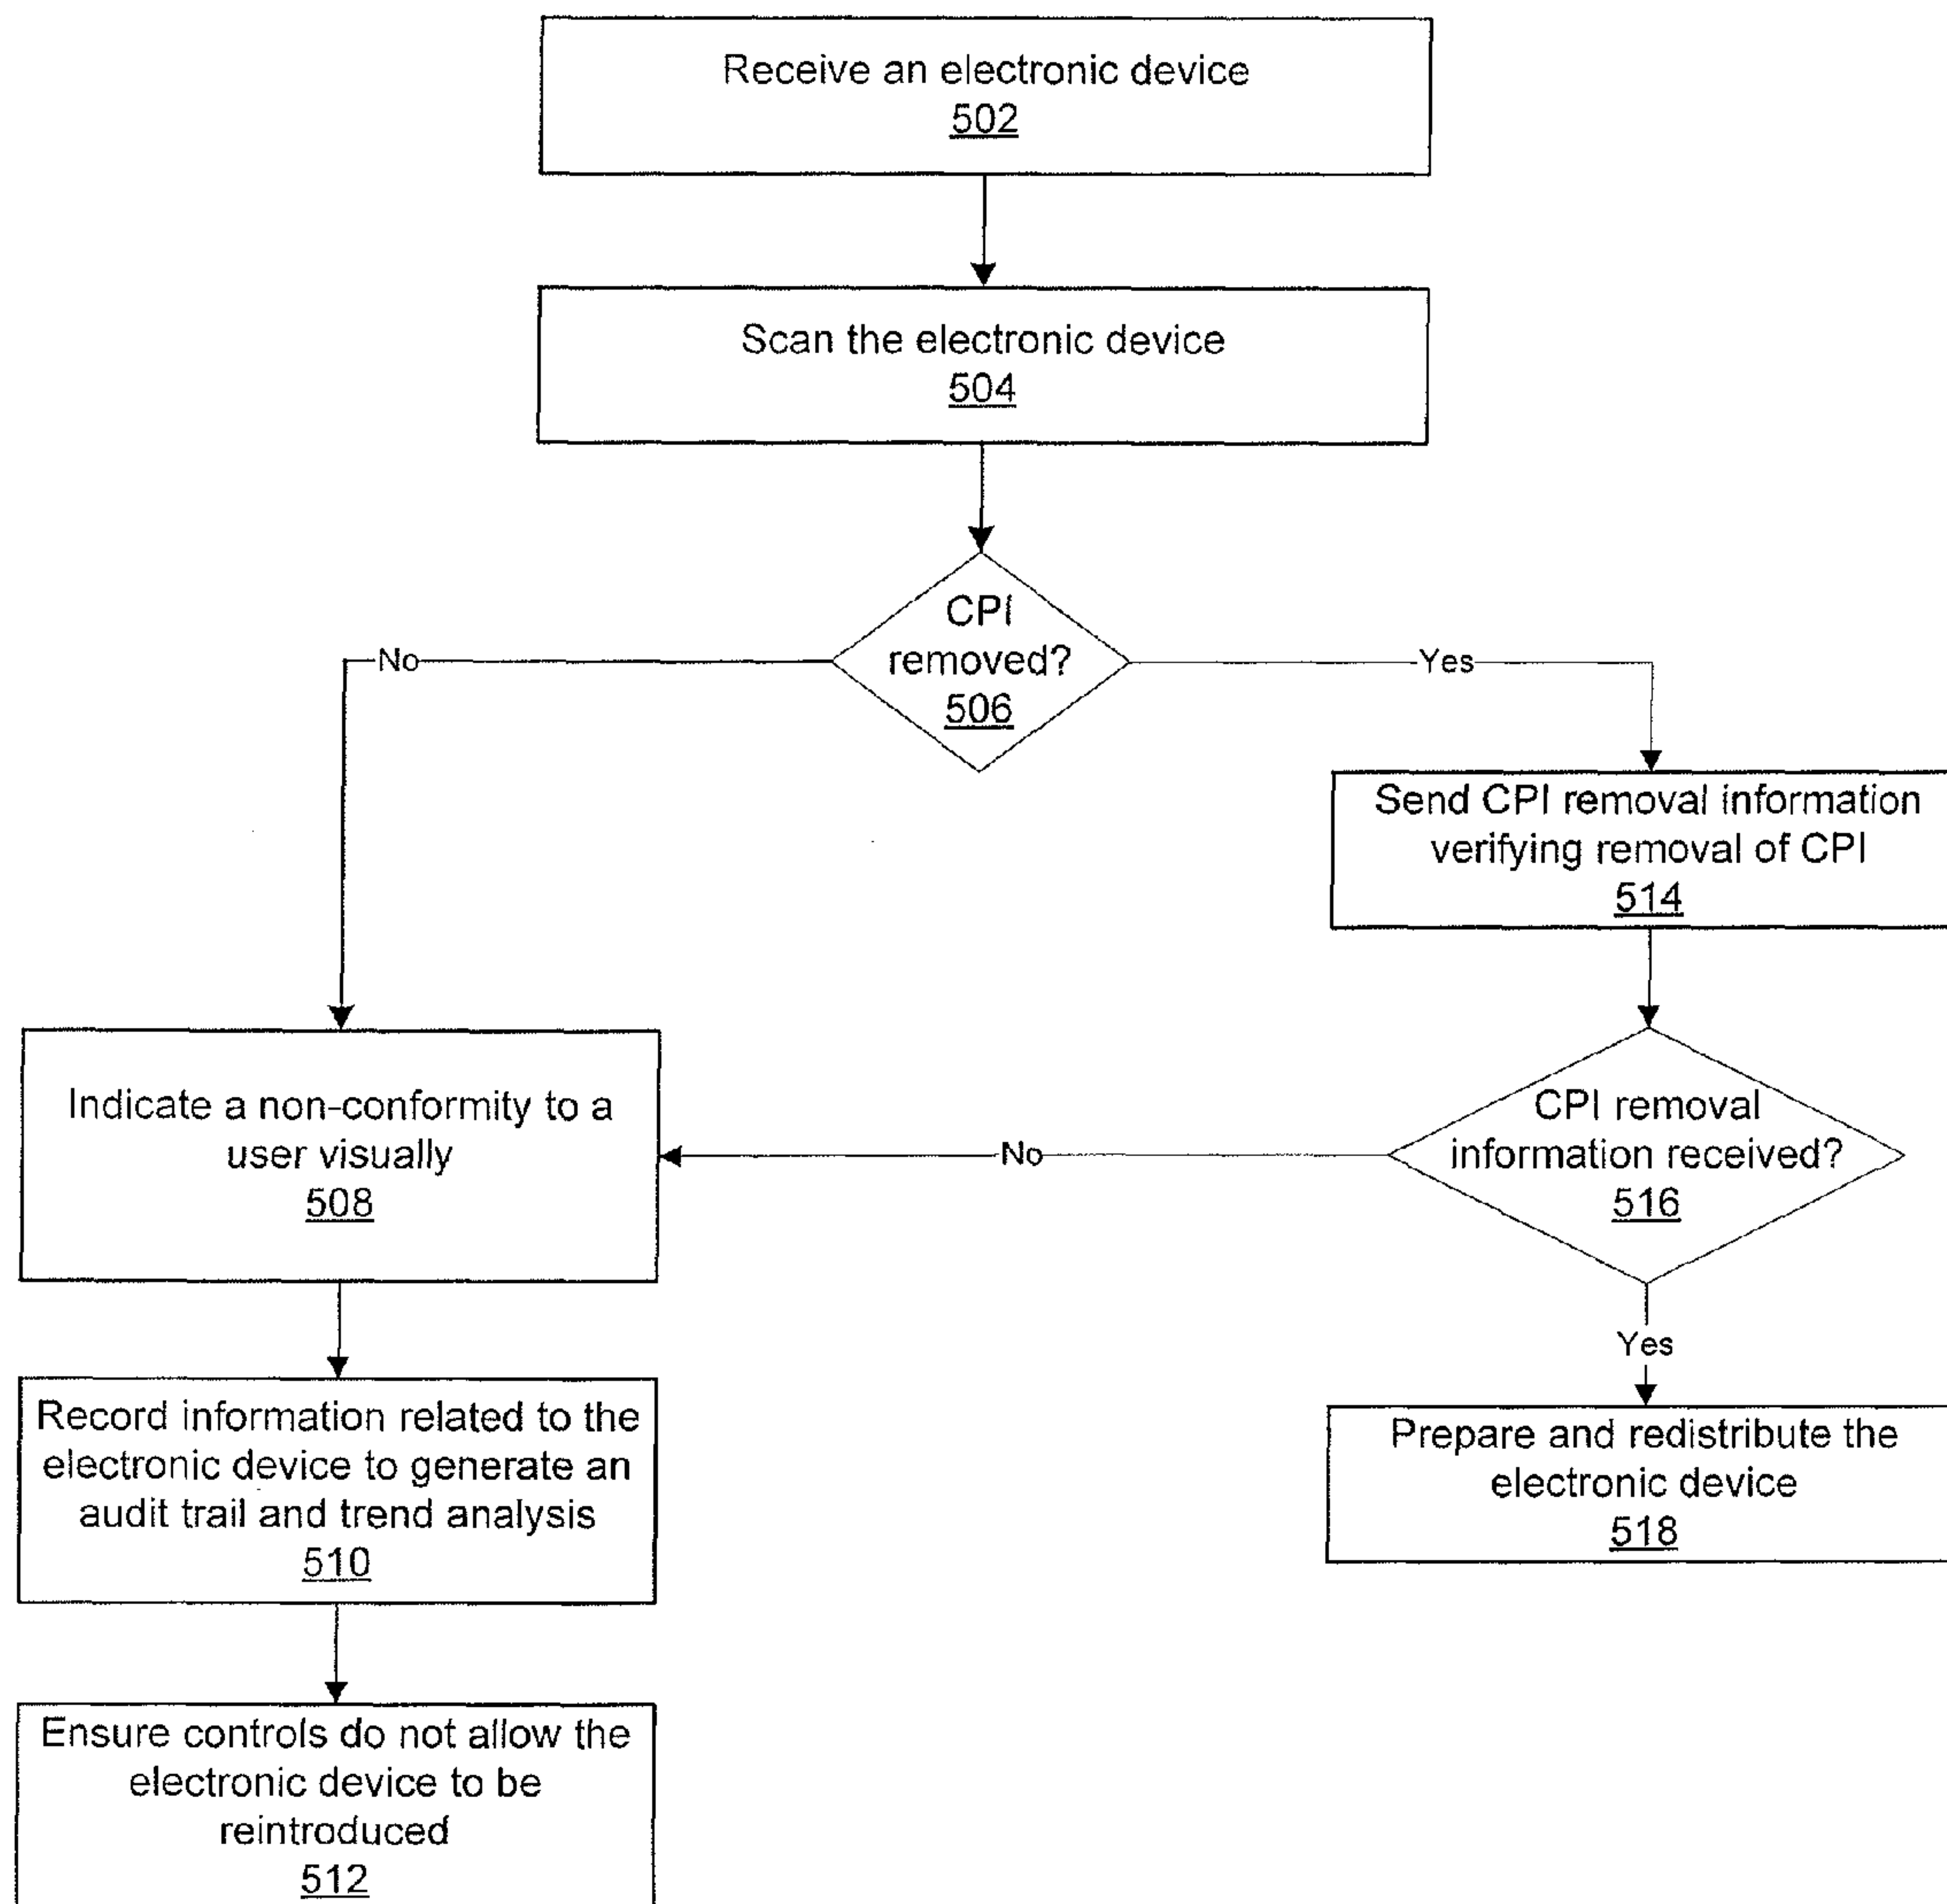 Receive an electronic device
502
Scan the electronic device
504
CPI
removed?
506
No
Yes
Send CPI removal information
verifying removal of CPI
514
Indicate a non-conformity to a
user visually
508
No
CPI removal
information received?
516
Yes
Record information related to the
electronic device to generate an
audit trail and trend analysis
510
Prepare and redistribute the
electronic device
518
Ensure controls do not allow the
electronic device to be
reintroduced
512